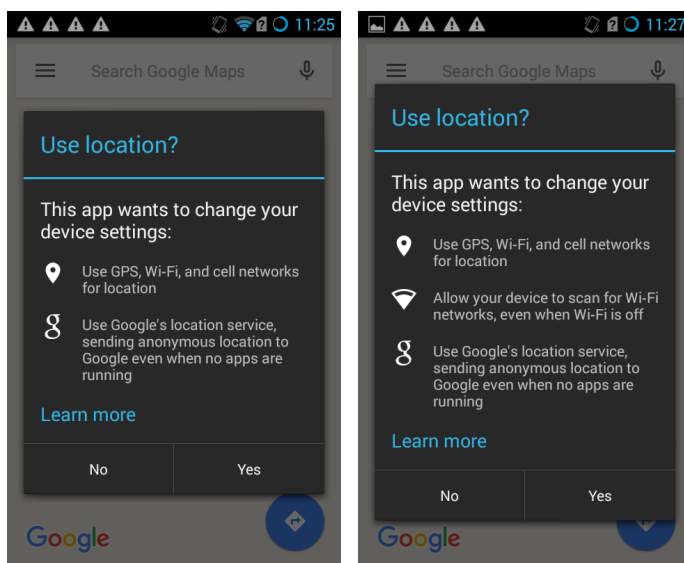 11:25
Search Google Maps
Use location?
This app wants to change your
device settings:
Use GPS, Wi-Fi, and cell networks
for location
g
Use Google's location service,
sending anonymous location to
Google even when no apps are
running
Learn more
No Yes
Google
11:27
Search Google Maps
Use location?
This app wants to change your
device settings:
Use GPS, Wi-Fi, and cell networks
for location
Allow your device to scan for Wi-Fi
networks, even when Wi-Fi is off
g
Use Google's location service,
sending anonymous location to
Google even when no apps are
running
Learn more
No Yes
Google